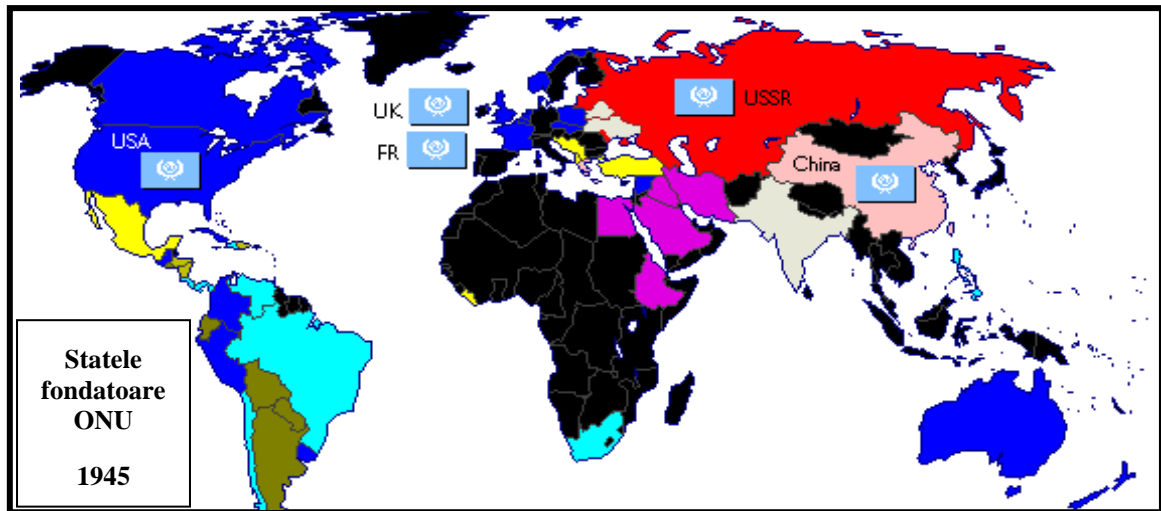 USA
UK
FR
USSR
China
Statele
fondatoare
ONU
1945